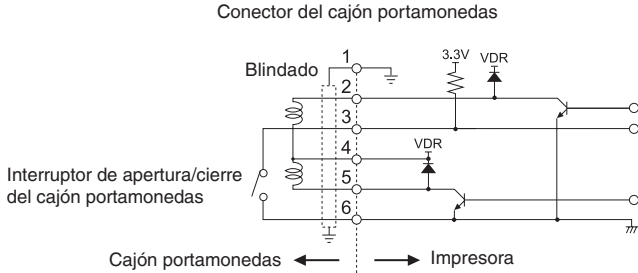 Conector del cajón portamonedas
Blindado
1
3.3V
VDR
2
3
4
VDR
Interruptor de apertura/cierre
del cajón portamonedas
5
6
Cajón portamonedas
Impresora